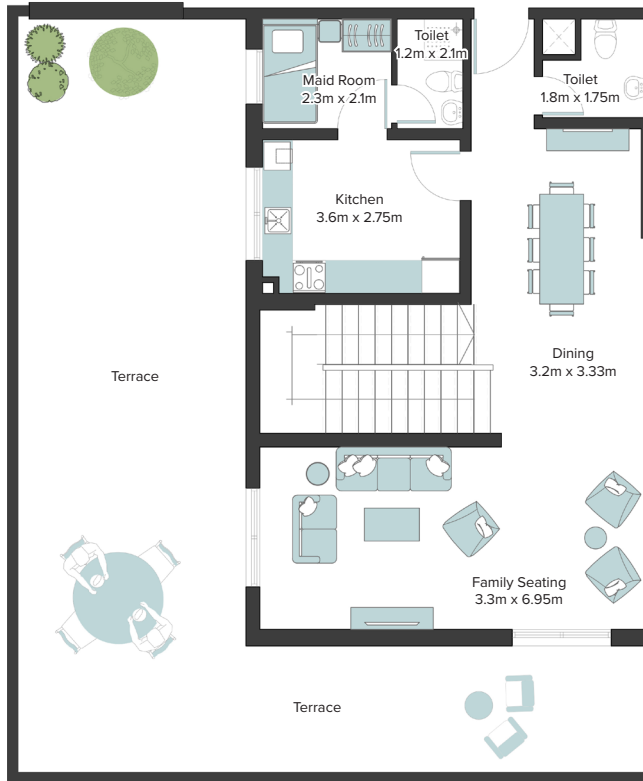 Toilet
1.2m x 2.1m
Maid Room
2.3m x 2.1m
Toilet
1.8m x 1.75m
Kitchen
3.6m x 2.75m
Dining
3.2m x 3.33m
Terrace
Family Seating
3.3m x 6.95m
Terrace